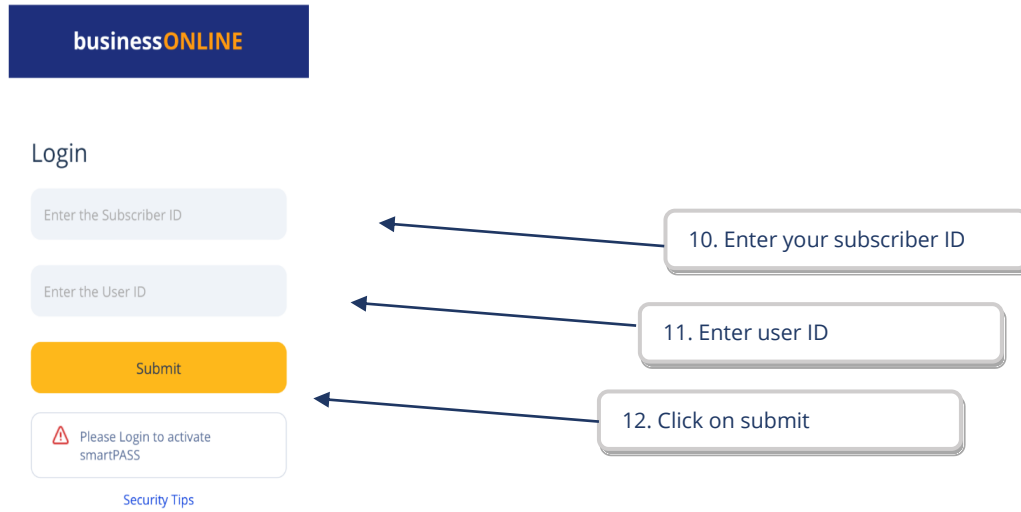 businessONLINE
Login
Enter the Subscriber ID
10. Enter your subscriber ID
Enter the User ID
11. Enter user ID
Submit
12. Click on submit
Please Login to activate
smartPASS
Security Tips